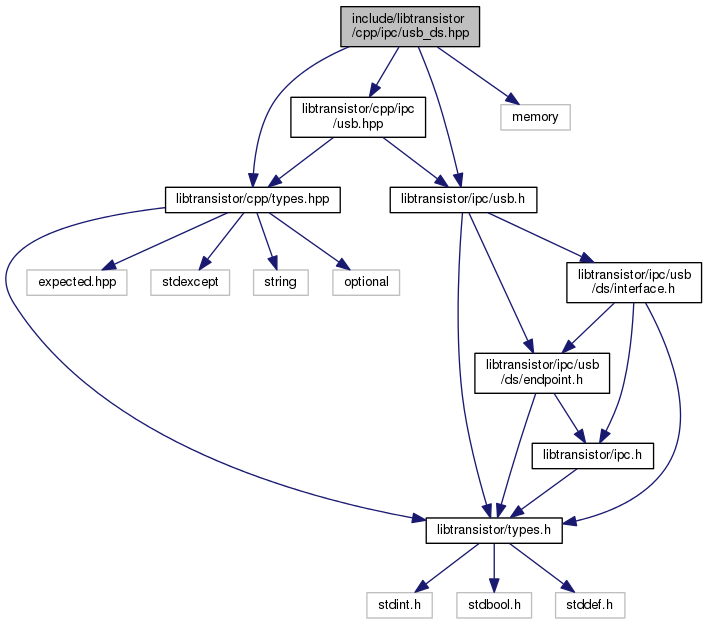 include/libtransistor
/cpp/ipc/usb_ds.hpp
libtransistor/cpp/ipc
/usb.hpp
memory
libtransistor/cpp/types.hpp
libtransistor/ipc/usb.h
expected.hpp
stdexcept
string
optional
libtransistor/ipc/usb
/ds/interface.h
libtransistor/ipc/usb
/ds/endpoint.h
libtransistor/ipc.h
libtransistor/types.h
stdint.h
stdbool.h
stddef.h